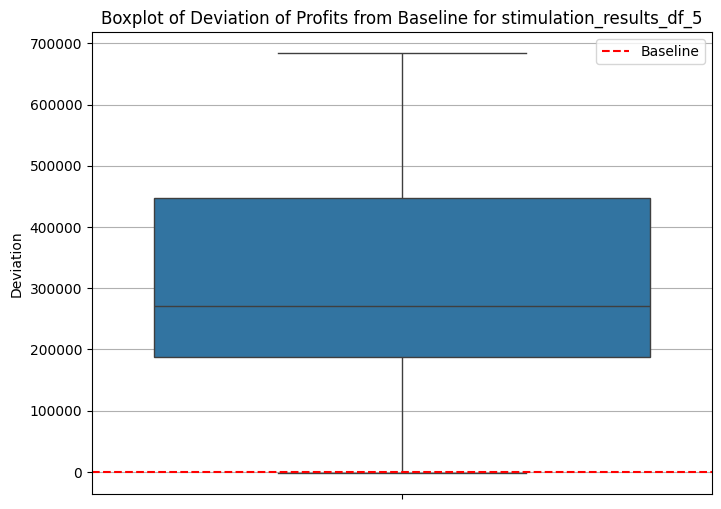 Boxplot of Deviation of Profits from Baseline for stimulation_results_df_5
Baseline
Deviation
700000
600000
500000
400000
300000
200000
100000
0